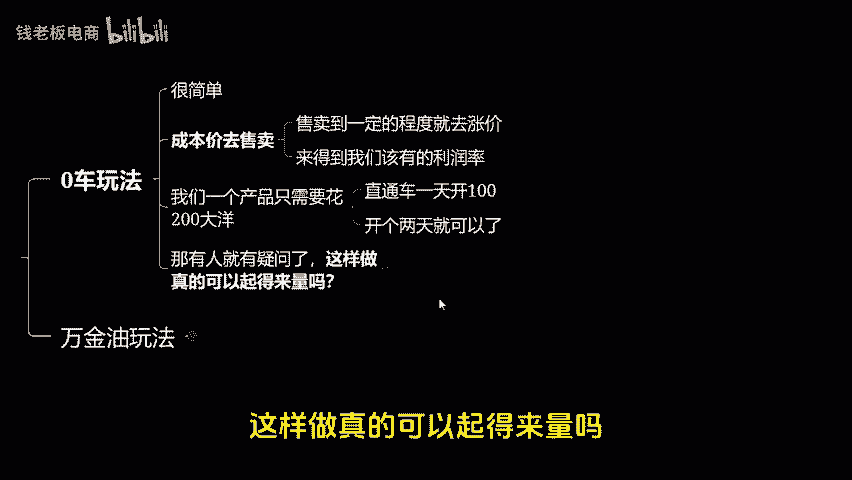 钱老板电商 bilibili
很简单
售卖到一定的程度就去涨价
成本价去售卖
来得到我们该有的利润率
0车玩法
我们一个产品只需要花
200大洋
直通车一天开100
开个两天就可以了
那有人就有疑问了，这样做
真的可以起得来量吗？
万金油玩法
这样做真的可以起得来量吗